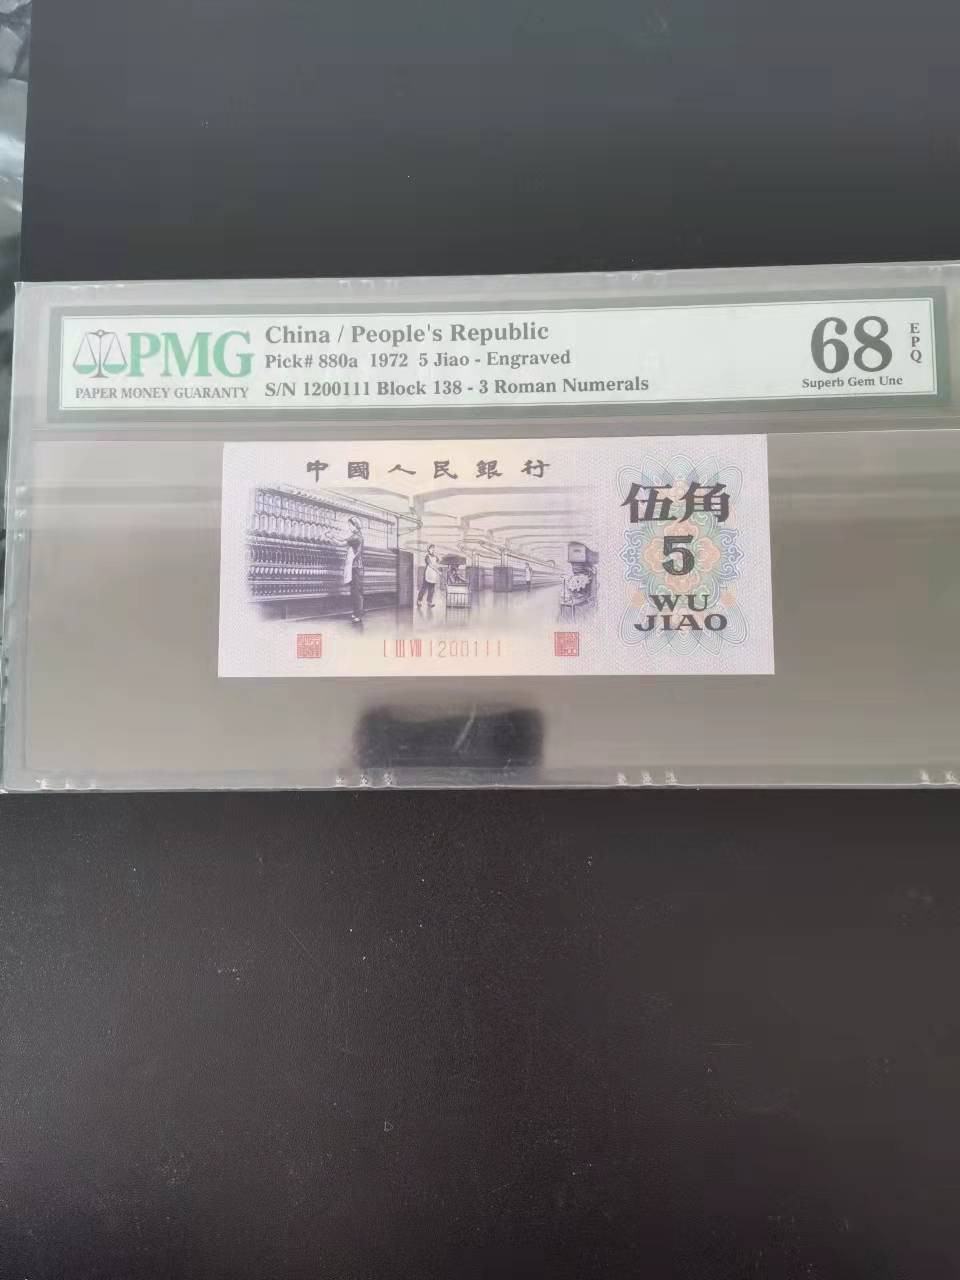 PMG
PAPER MONEY GUARANTY
China / People's Republic
Pick# 880a 1972 5 Jiao - Engraved
S/N 1200111 Block 138 - 3 Roman Numerals
68
EPQ
Superb Gem Unc
中國人民銀行
伍角
5
WU
JIAO
I III VIII 1200111